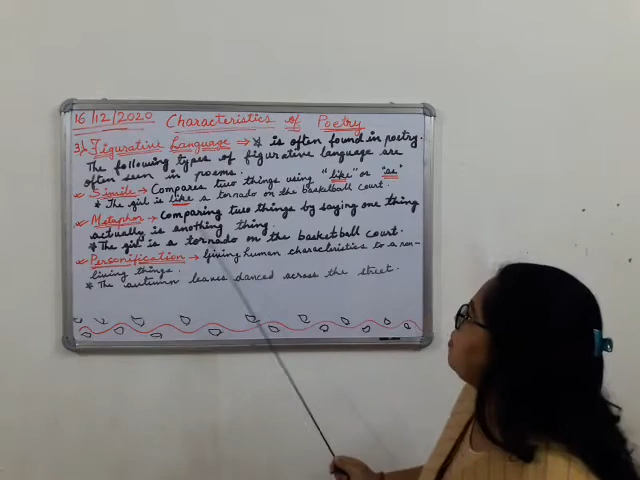 16/12/2020 Characteristics of Poetry
3) Figurative Language → * is often found in poetry.
The following types of figurative language are
often seen in poems.
Simile → Compares two things using "like" or "as"
* The girl is like a tornado on the basketball court.
Metaphor → Comparing two things by saying one thing
actually is another thing.
* The girl is a tornado on the basketball court.
Personification → Giving human characteristics to a non-
living things.
* The autumn leaves danced across the street.